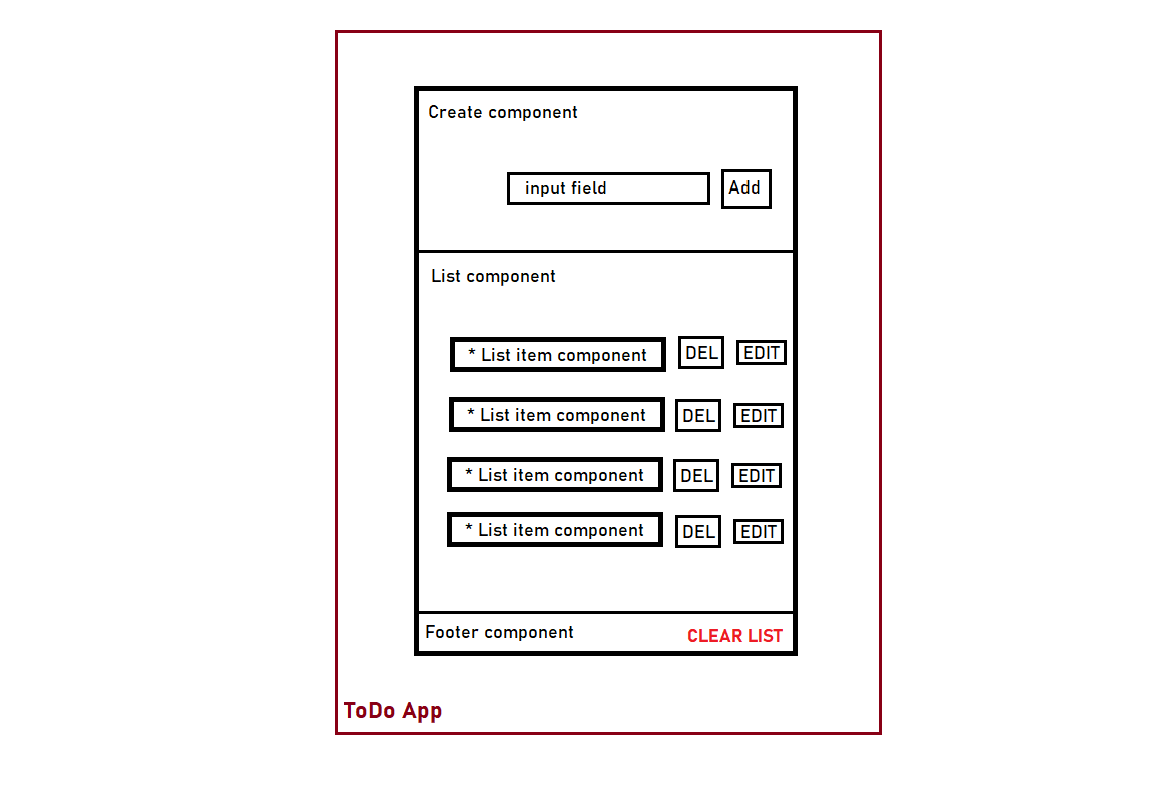 Create component
input field
Add
List component
* List item component
DEL
EDIT
* List item component
DEL
EDIT
* List item component
DEL
EDIT
* List item component
DEL
EDIT
Footer component
CLEAR LIST
ToDo App